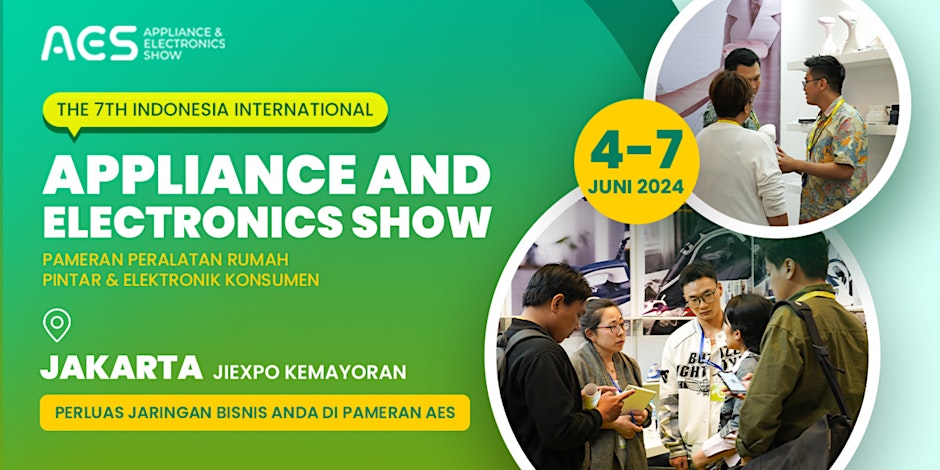 AES APPLIANCE &
ELECTRONICS
SHOW
THE 7TH INDONESIA INTERNATIONAL
APPLIANCE AND
ELECTRONICS SHOW
PAMERAN PERALATAN RUMAH
PINTAR & ELEKTRONIK KONSUMEN
JAKARTA JIEXPO KEMAYORAN
PERLUAS JARINGAN BISNIS ANDA DI PAMERAN AES
4-7
JUNI 2024